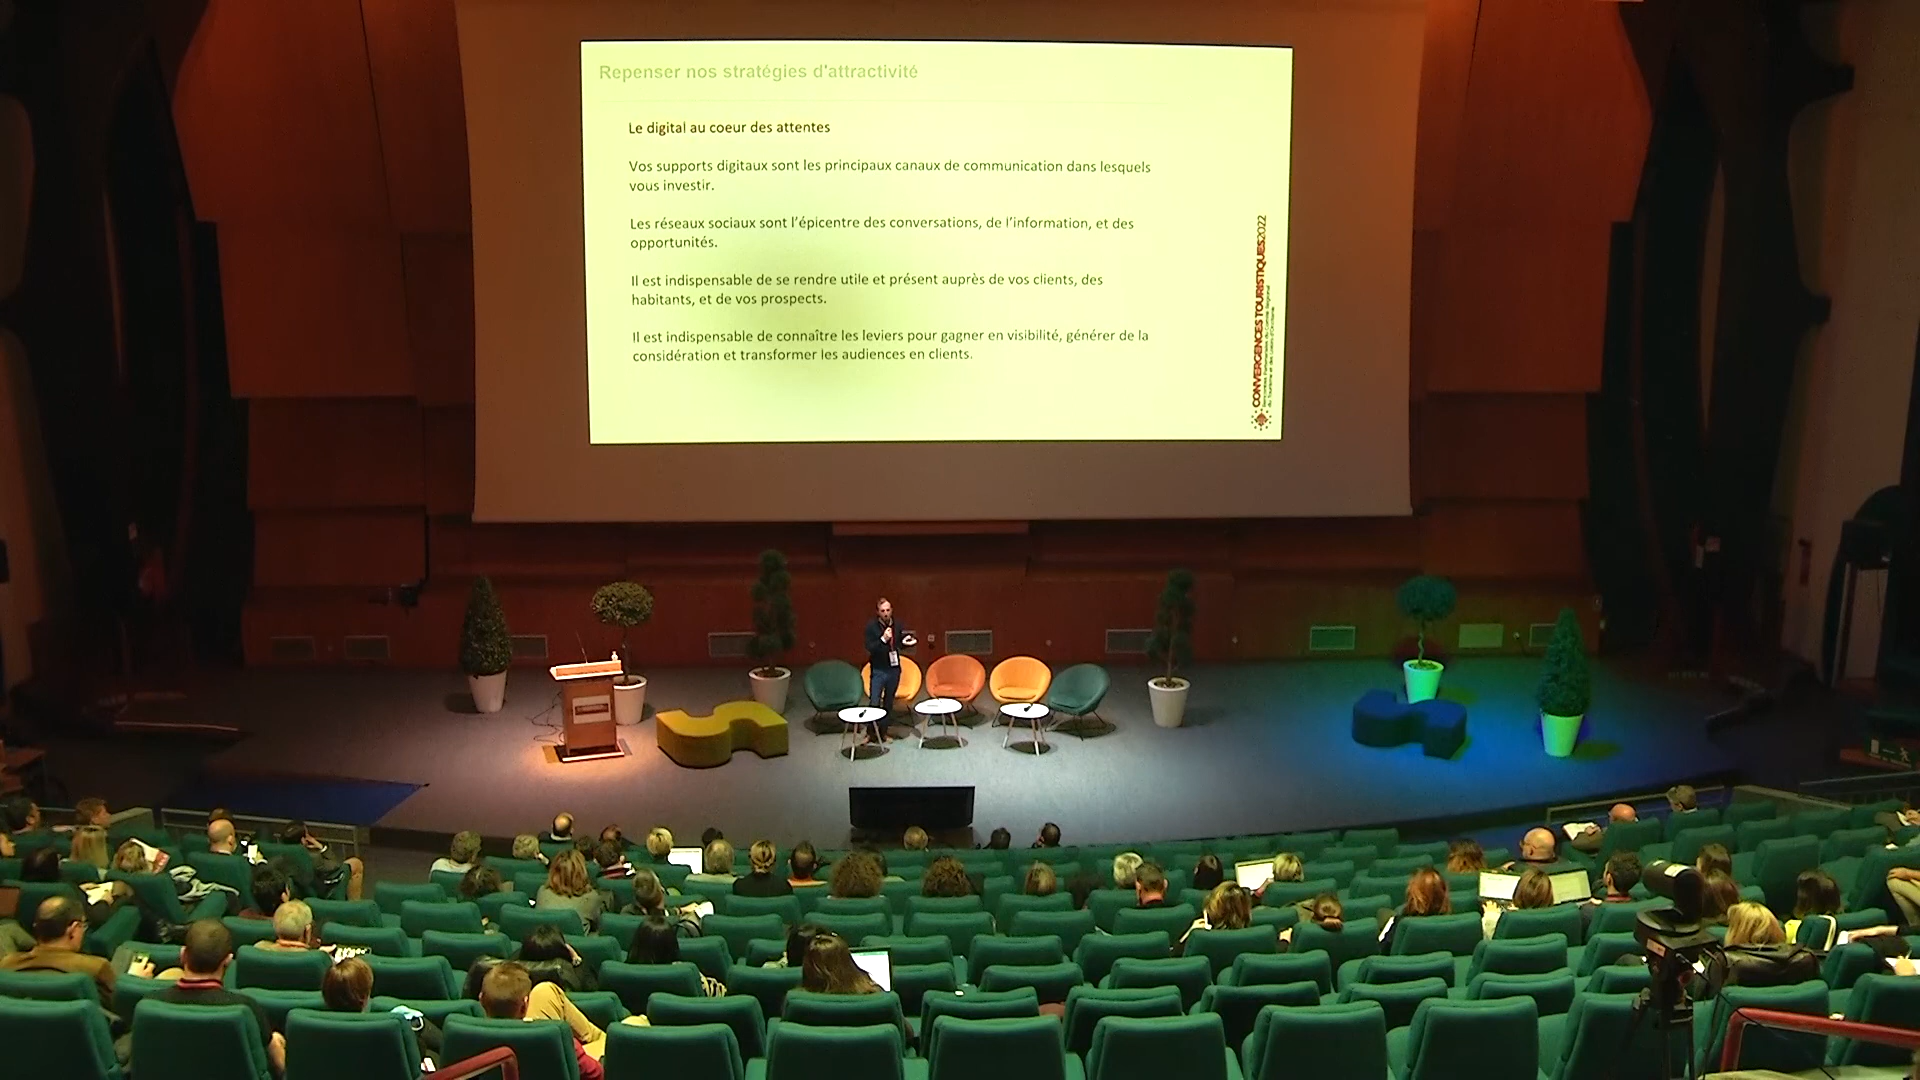 Repenser nos stratégies d'attractivité
Le digital au coeur des attentes
Vos supports digitaux sont les principaux canaux de communication dans lesquels
vous investir.
Les réseaux sociaux sont l’épicentre des conversations, de l’information, et des
opportunités.
Il est indispensable de se rendre utile et présent auprès de vos clients, des
habitants, et de vos prospects.
Il est indispensable de connaître les leviers pour gagner en visibilité, générer de la
considération et transformer les audiences en clients.
CONVERGENCES TOURISTIQUES2022